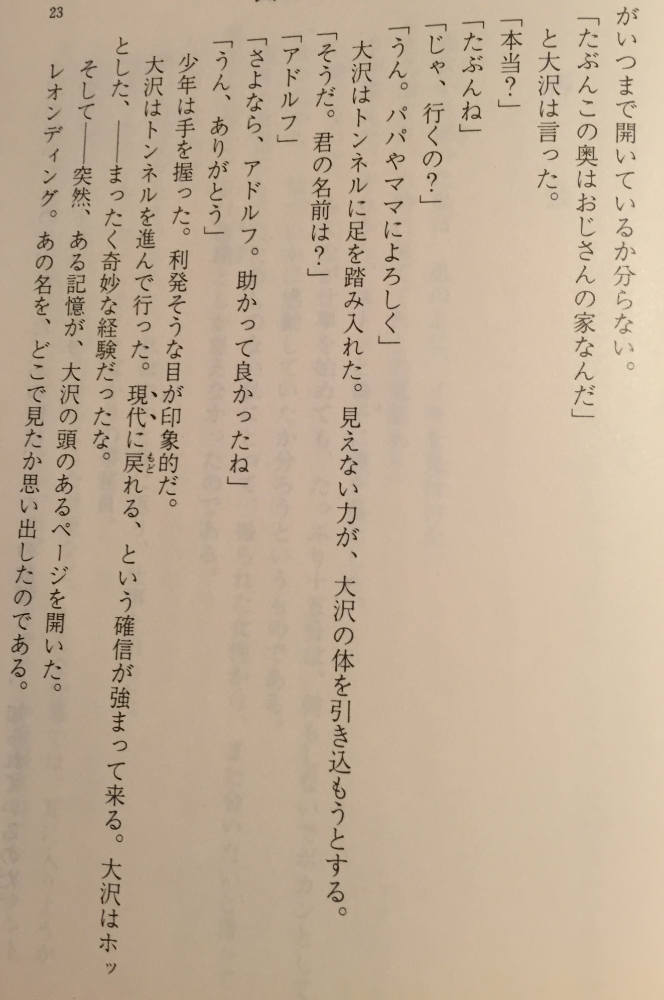 がいつまで開いているか分らない。
「たぶんこの奥はおじさんの家なんだ」
と大沢は言った。
「本当？」
「たぶんね」
「じゃ、行くの？」
「うん。パパやママによろしく」
大沢はトンネルに足を踏み入れた。見えない力が、大沢の体を引き込もうとする。
「そうだ。君の名前は？」
「アドルフ」
「さよなら、アドルフ。助かって良かったね」
「うん、ありがとう」
少年は手を握った。利発そうな目が印象的だ。
大沢はトンネルを進んで行った。現代に戻れる、という確信が強まって来る。大沢はホッ
とした、――まったく奇妙な経験だったな。
そして――突然、ある記憶が、大沢の頭のあるページを開いた。
レオンディング。あの名を、どこで見たか思い出したのである。
23